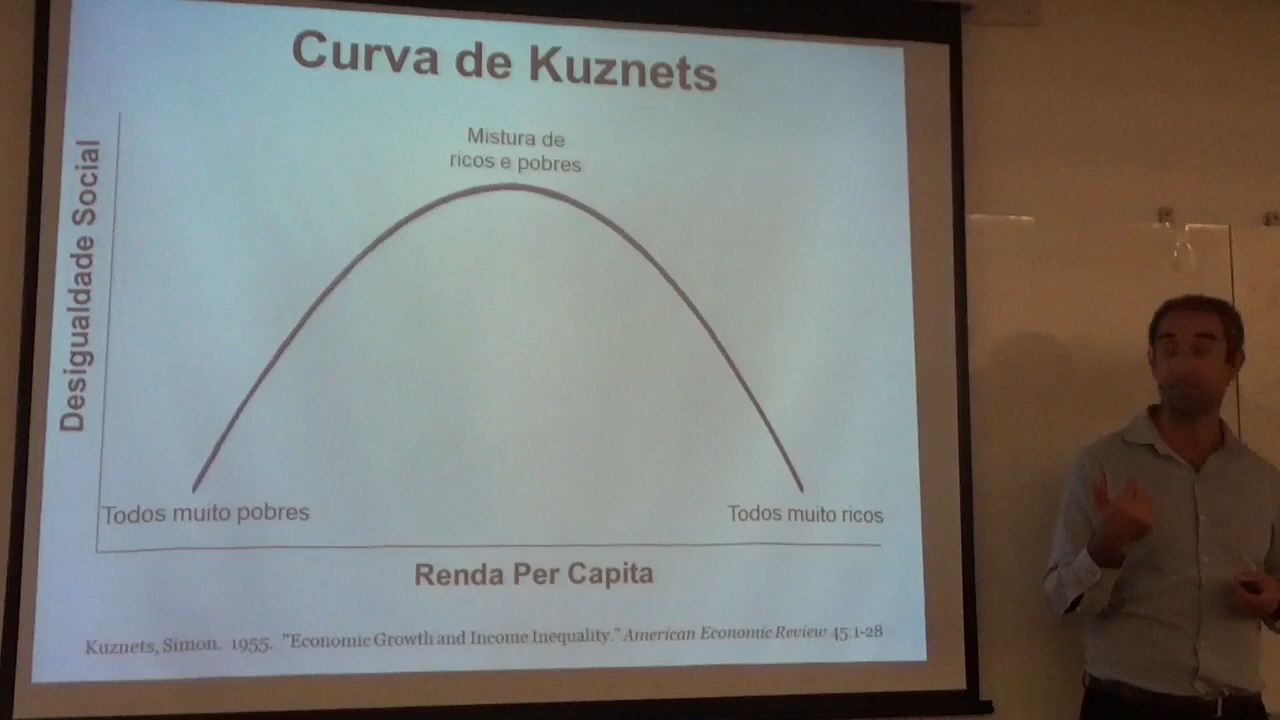 Curva de Kuznets
Mistura de
ricos e pobres
Desigualdade Social
Todos muito pobres
Todos muito ricos
Renda Per Capita
Kuznets, Simon. 1955. "Economic Growth and Income Inequality." American Economic Review 45:1-28